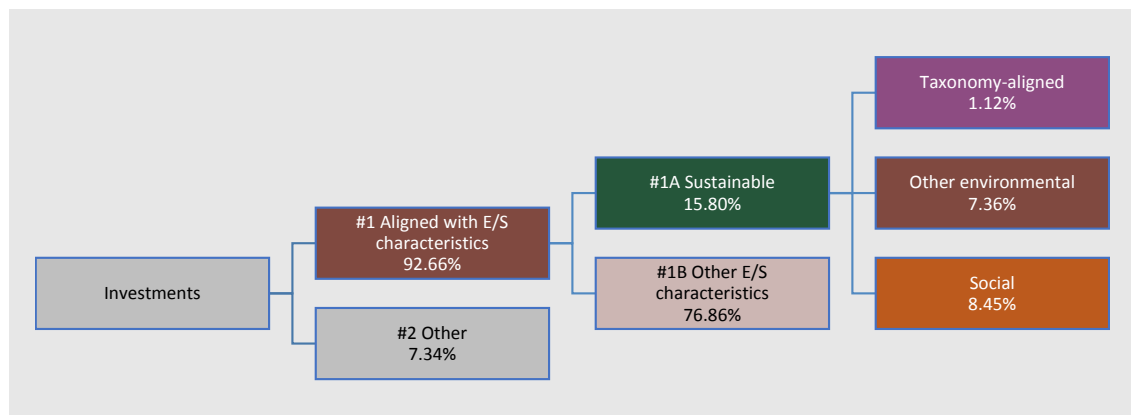 Investments
#1 Aligned with E/S
characteristics
92.66%
#2 Other
7.34%
#1A Sustainable
15.80%
#1B Other E/S
characteristics
76.86%
Taxonomy-aligned
1.12%
Other environmental
7.36%
Social
8.45%